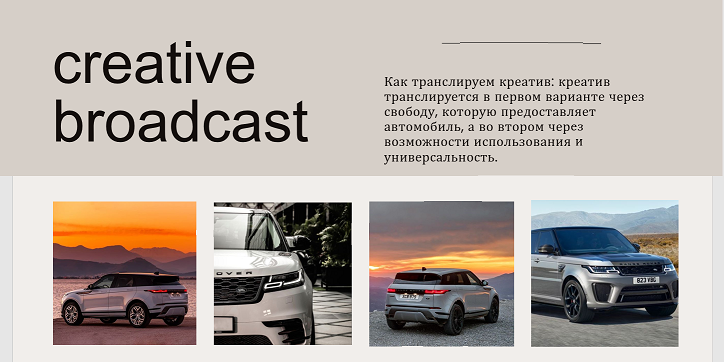 creative
broadcast
Как транслируем креатив: креатив
транслируется в первом варианте через
свободу, которую предоставляет
автомобиль, а во втором через
возможности использования и
универсальность.
OVER